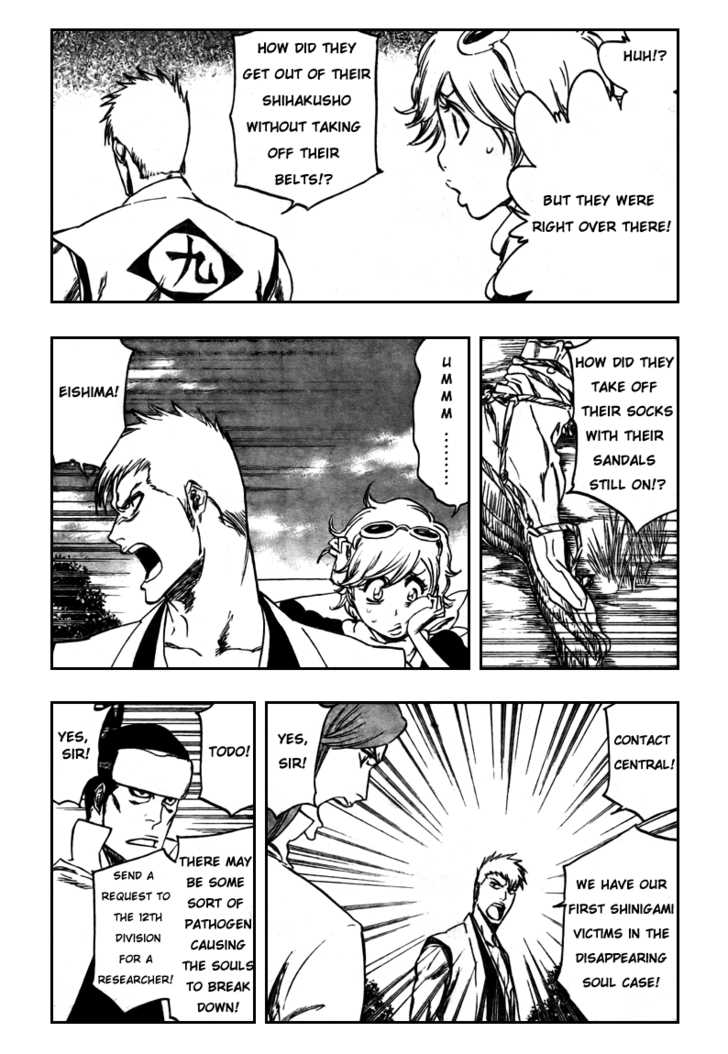 HUH!?
BUT THEY WERE
RIGHT OVER THERE!
HOW DID THEY
GET OUT OF THEIR
SHIHAKUSHO
WITHOUT TAKING
OFF THEIR
BELTS!?
九
HOW DID THEY
TAKE OFF
THEIR SOCKS
WITH THEIR
SANDALS
STILL ON!?
UMMM..........
EISHIMA!
CONTACT
CENTRAL!
YES,
SIR!
WE HAVE OUR
FIRST SHINIGAMI
VICTIMS IN THE
DISAPPEARING
SOUL CASE!
TODO!
YES,
SIR!
THERE MAY
BE SOME
SORT OF
PATHOGEN
CAUSING
THE SOULS
TO BREAK
DOWN!
SEND A
REQUEST TO
THE 12TH
DIVISION
FOR A
RESEARCHER!